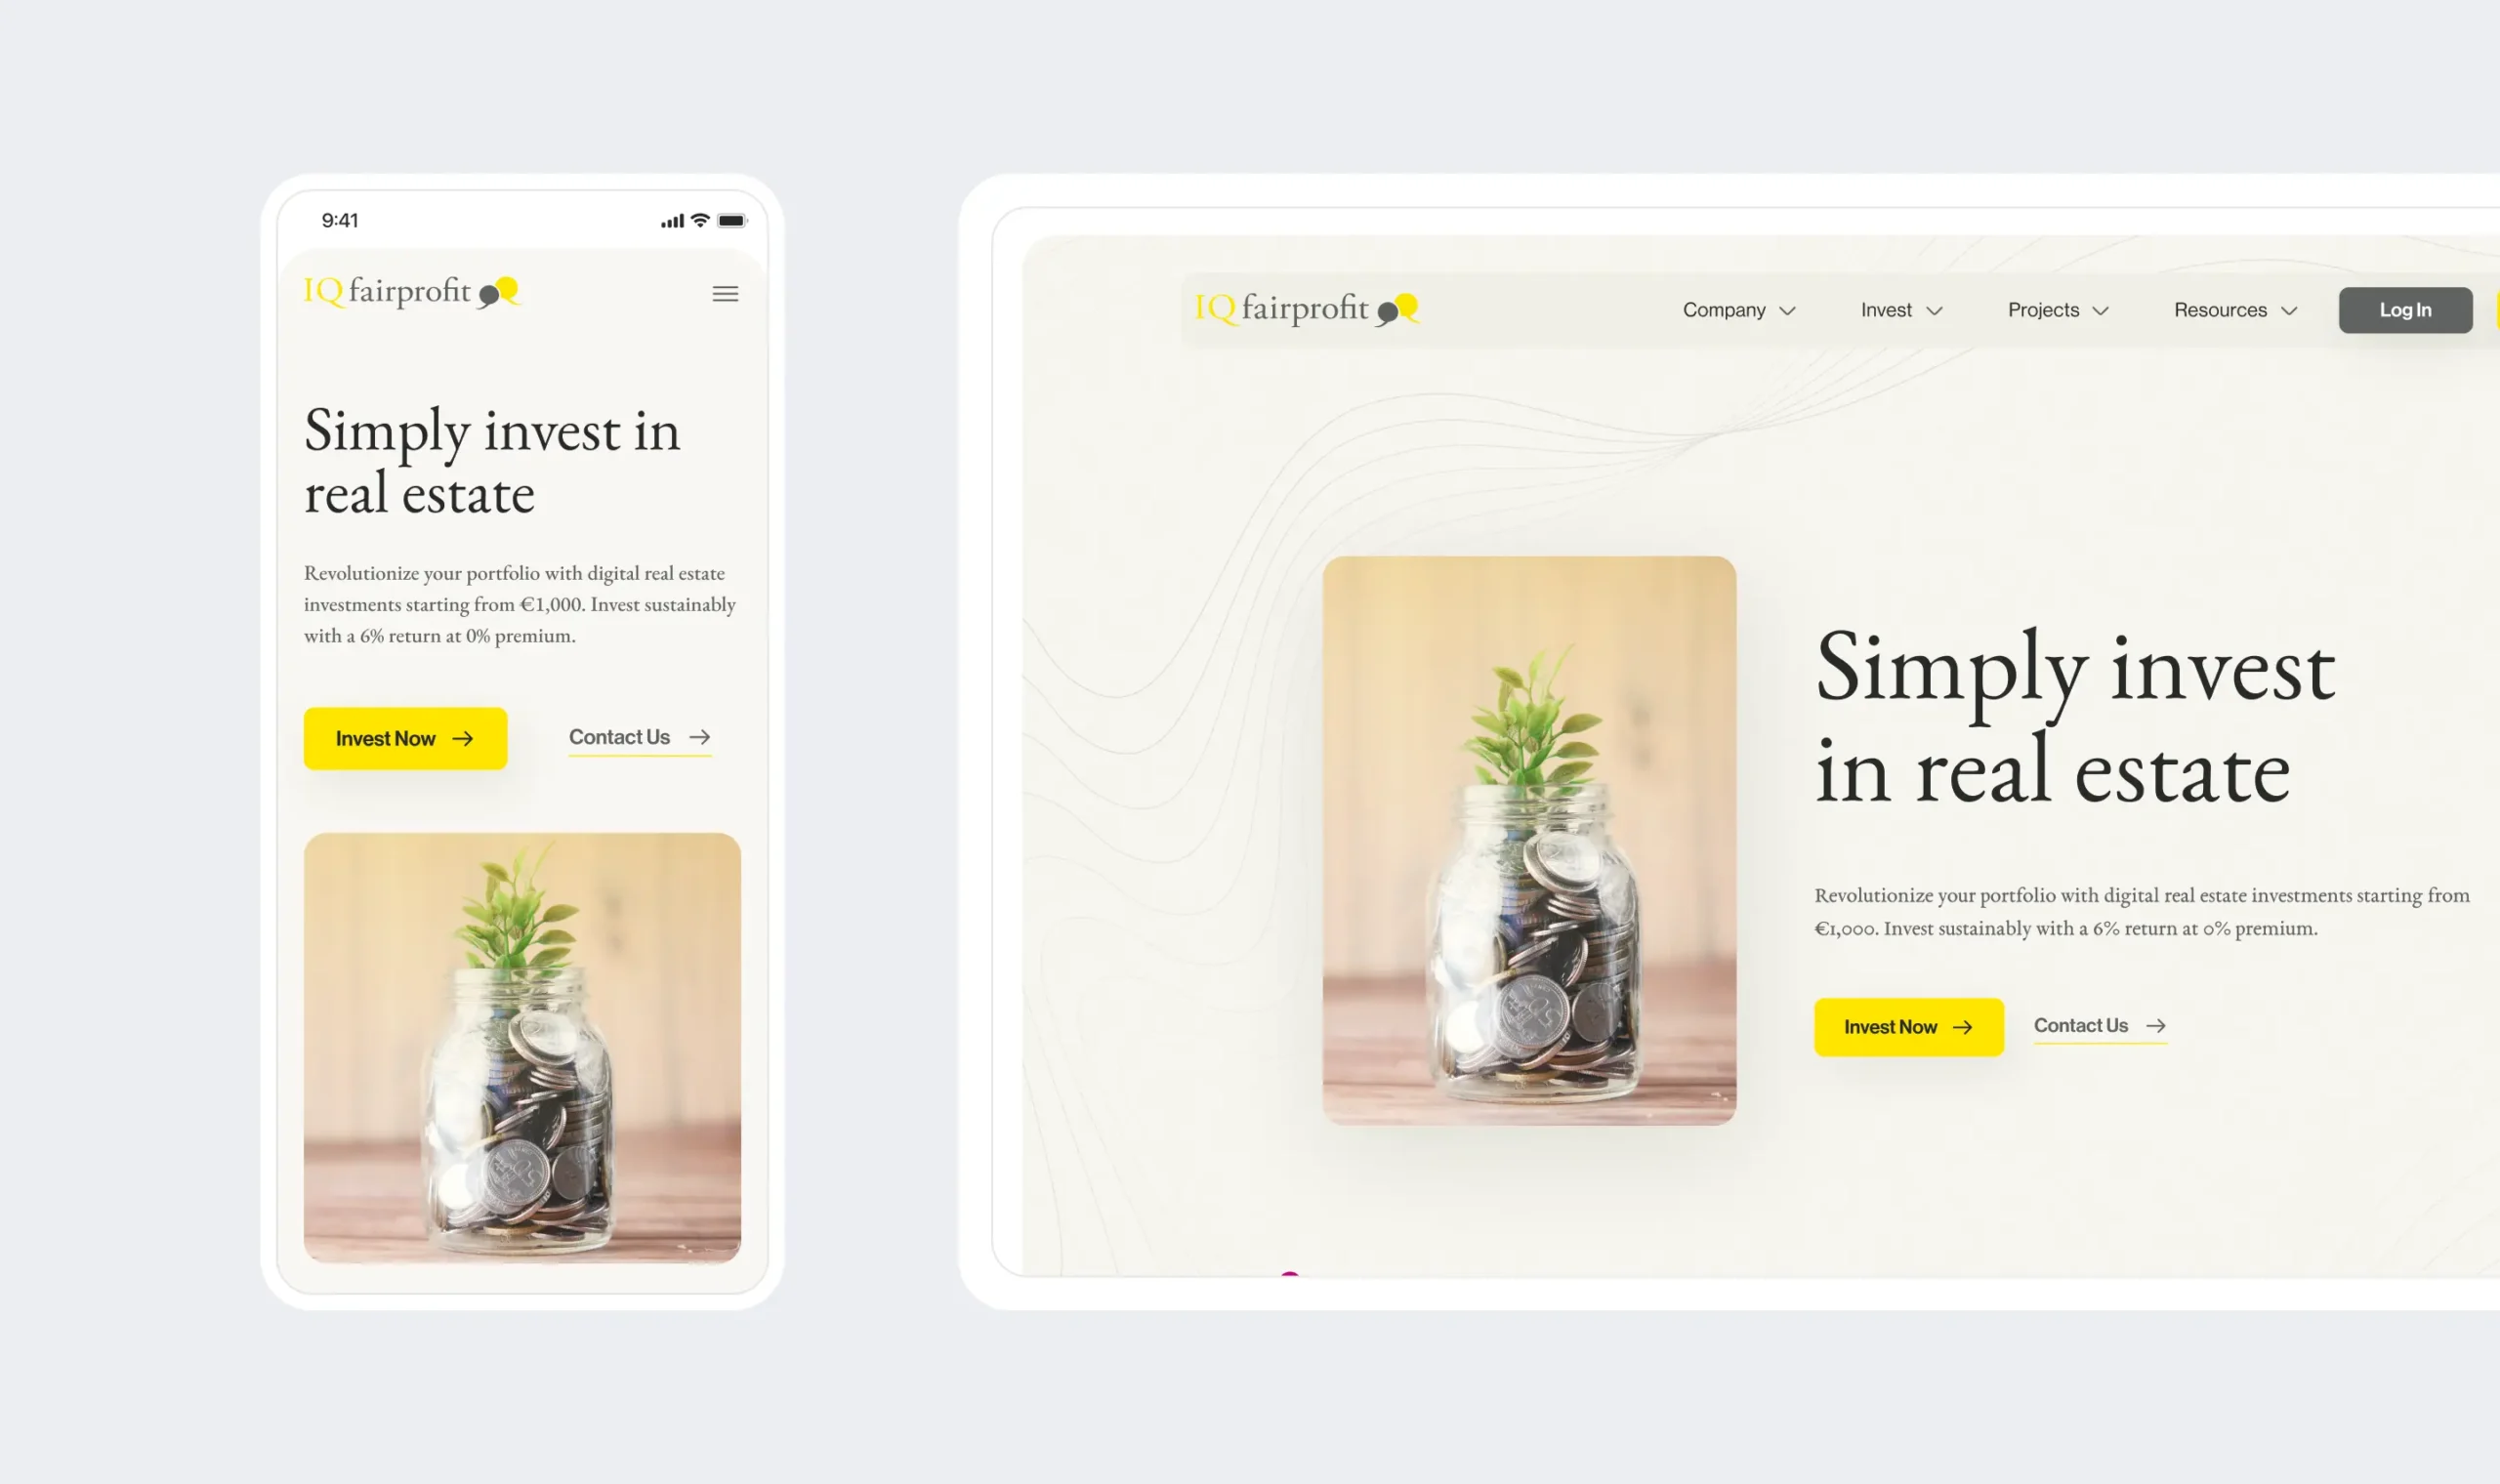 9:41
IQ fairprofit
Simply invest in
real estate
Revolutionize your portfolio with digital real estate
investments starting from €1,000. Invest sustainably
with a 6% return at 0% premium.
Invest Now
Contact Us
IQ fairprofit
Company
Invest
Projects
Resources
Log In
Simply invest
in real estate
Revolutionize your portfolio with digital real estate investments starting from
€1,000. Invest sustainably with a 6% return at 0% premium.
Invest Now
Contact Us